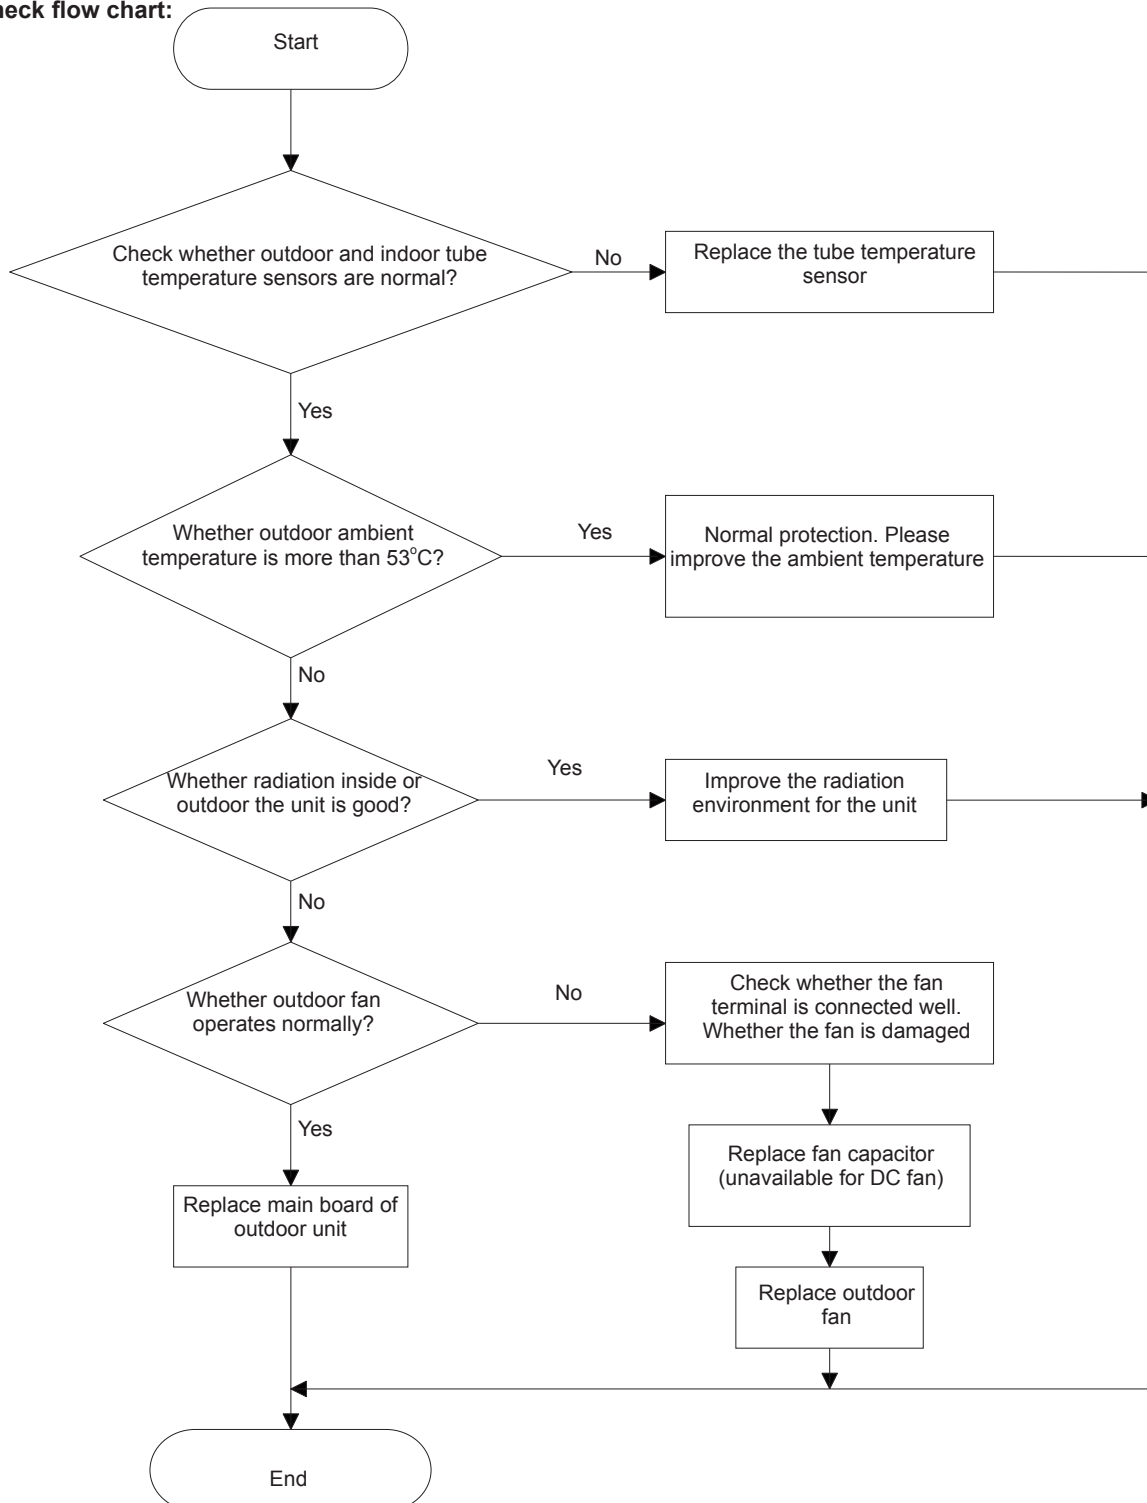 heck flow chart:
Start
Check whether outdoor and indoor tube
temperature sensors are normal?
No
Replace the tube temperature
sensor
Yes
Whether outdoor ambient
temperature is more than 53°C?
Yes
Normal protection. Please
improve the ambient temperature
No
Whether radiation inside or
outdoor the unit is good?
Yes
Improve the radiation
environment for the unit
No
Whether outdoor fan
operates normally?
No
Check whether the fan
terminal is connected well.
Whether the fan is damaged
Yes
Replace fan capacitor
(unavailable for DC fan)
Replace main board of
outdoor unit
Replace outdoor
fan
End